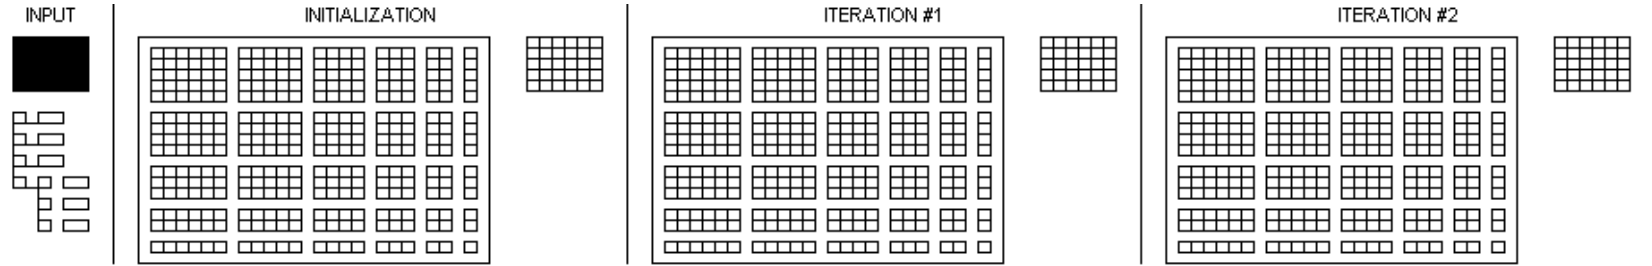 INPUT
INITIALIZATION
ITERATION #1
ITERATION #2